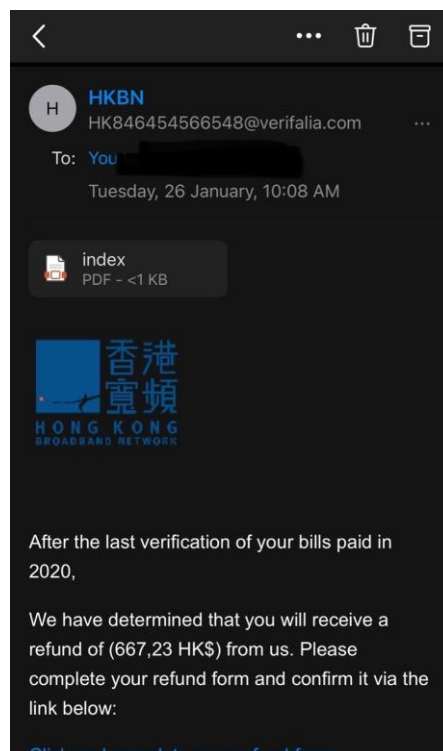 H
HKBN
HK846454566548@verifalia.com
To: You
Tuesday, 26 January, 10:08 AM
index
PDF - <1 KB
香港
寬頻
HONG KONG
BROADBAND NETWORK
After the last verification of your bills paid in
2020,
We have determined that you will receive a
refund of (667,23 HK$) from us. Please
complete your refund form and confirm it via the
link below: